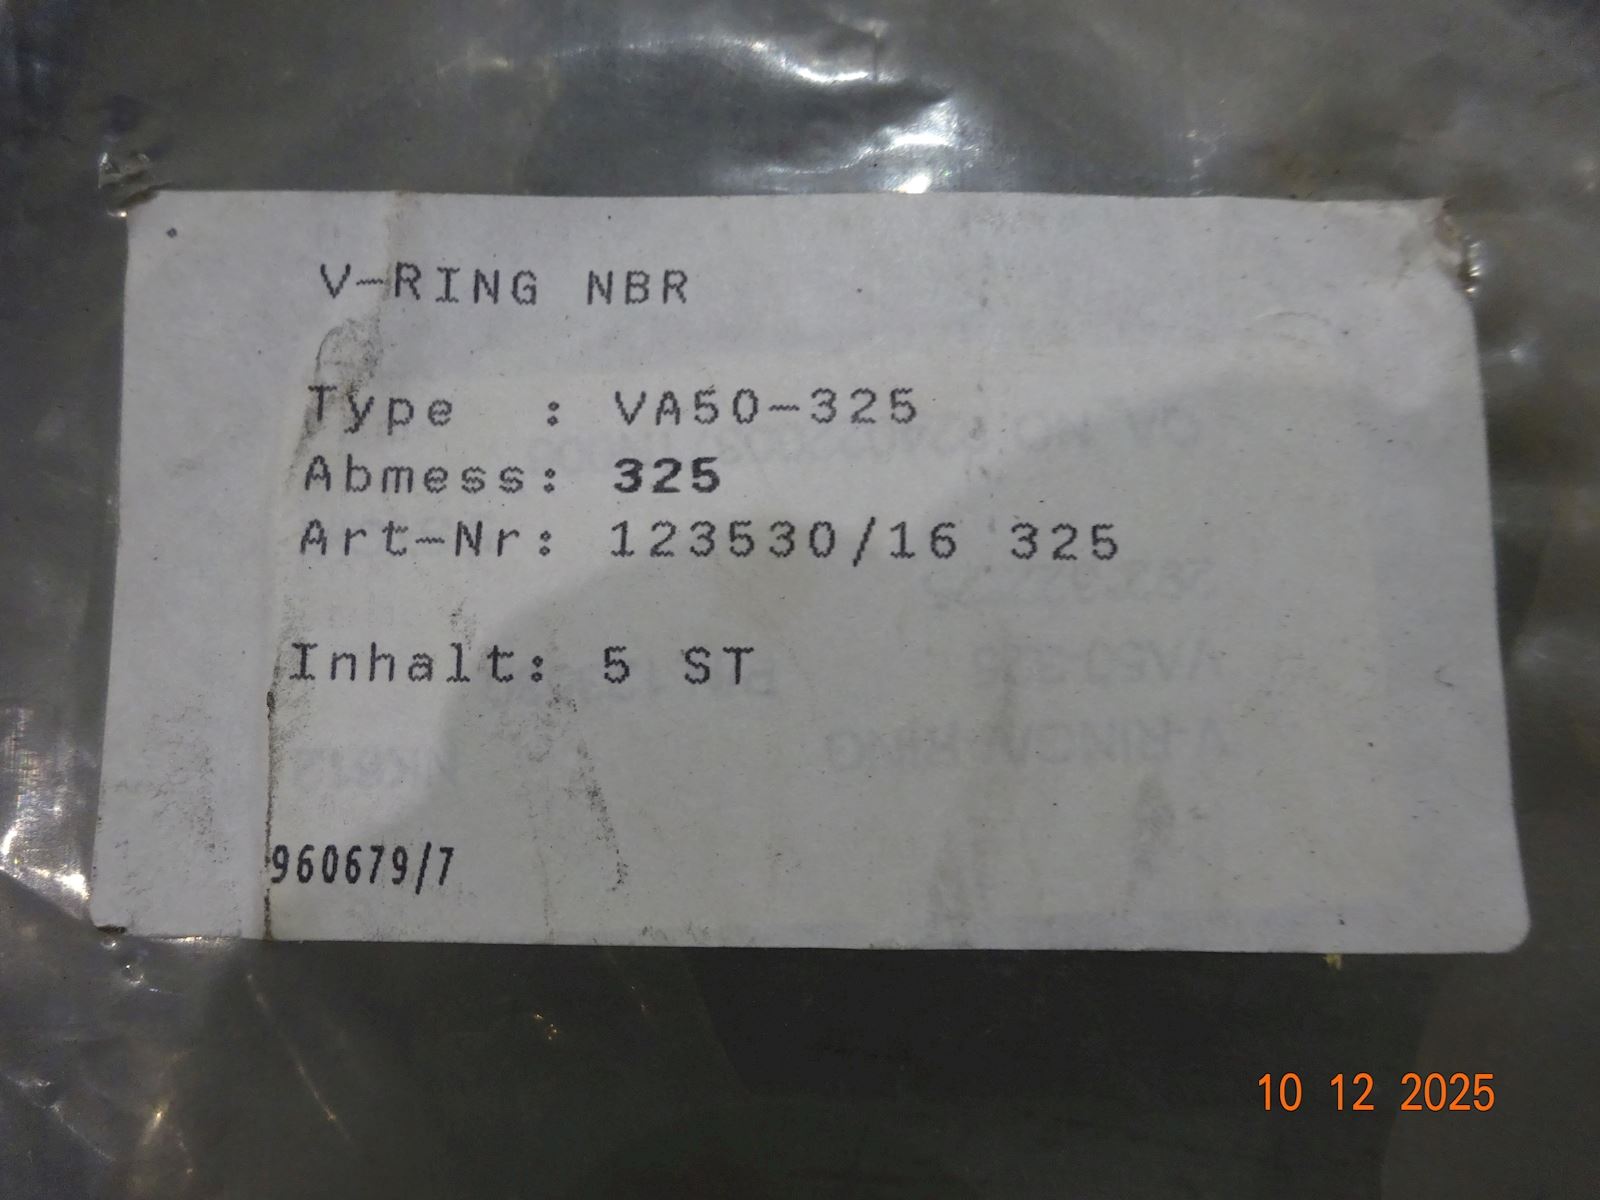 V-RING NBR
Type : VA50-325
Abmess: 325
Art-Nr: 123530/16 325
Inhalt: 5 ST
960679/7
10 12 2025